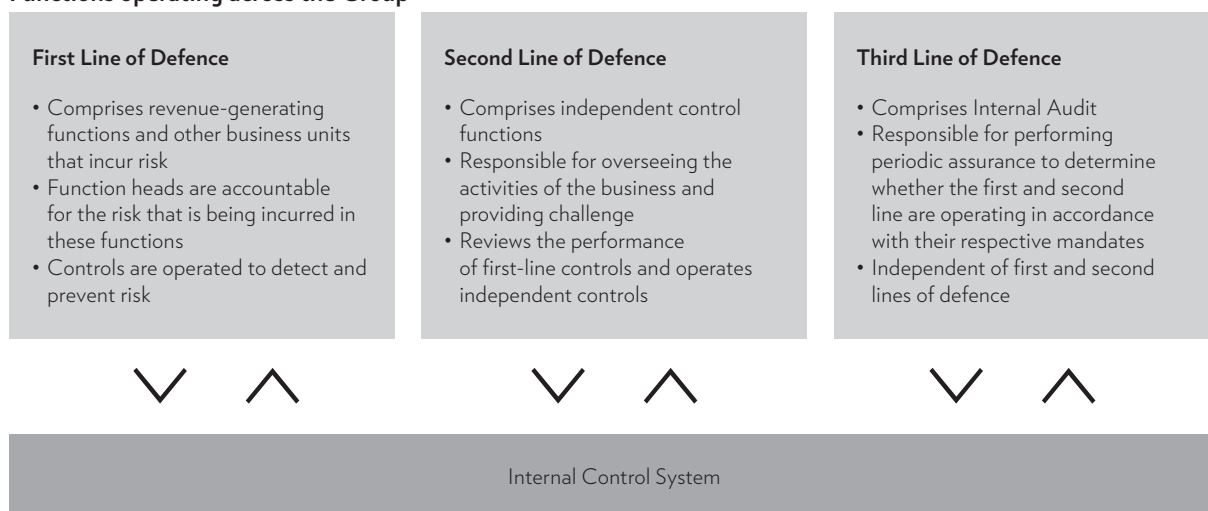 Functions operating across the Group
First Line of Defence
• Comprises revenue-generating
functions and other business units
that incur risk
• Function heads are accountable
for the risk that is being incurred in
these functions
• Controls are operated to detect and
prevent risk
Second Line of Defence
• Comprises independent control
functions
• Responsible for overseeing the
activities of the business and
providing challenge
• Reviews the performance
of first-line controls and operates
independent controls
Third Line of Defence
• Comprises Internal Audit
• Responsible for performing
periodic assurance to determine
whether the first and second
line are operating in accordance
with their respective mandates
• Independent of first and second
lines of defence
Internal Control System